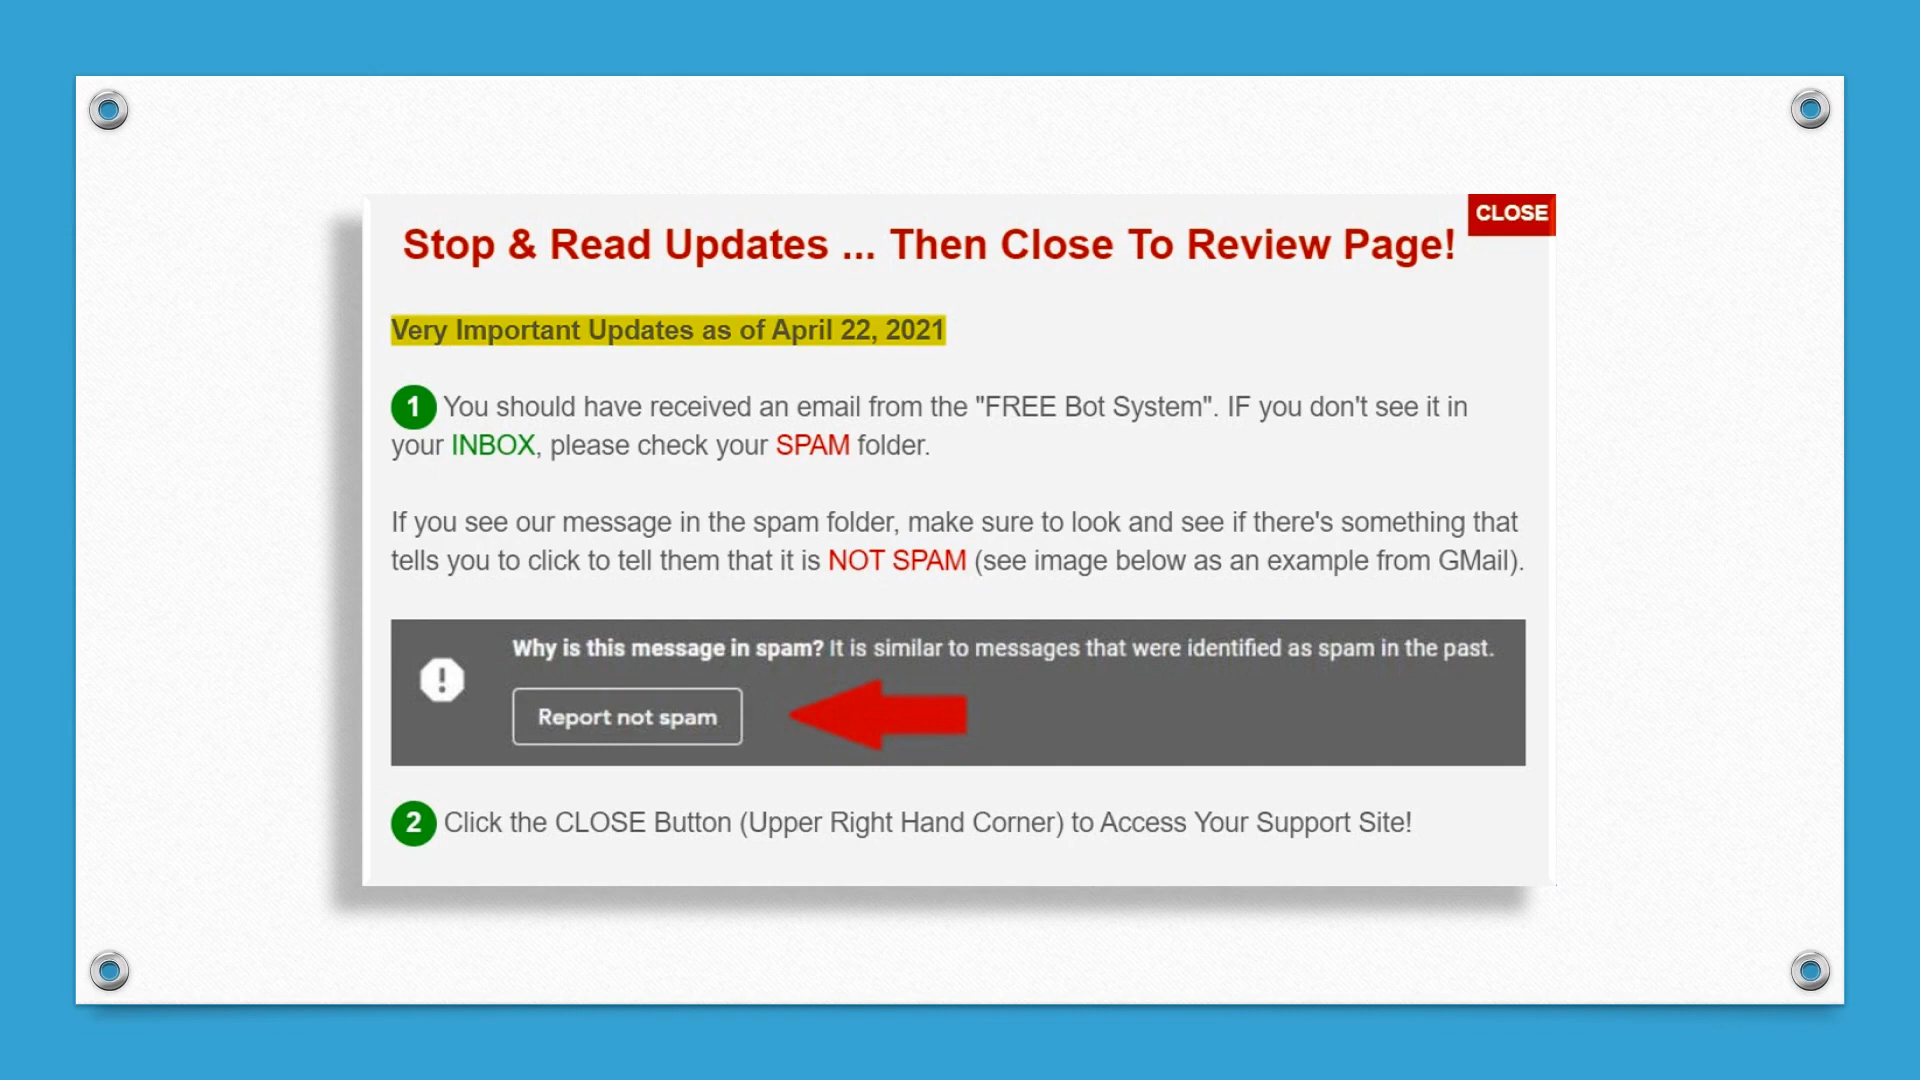 CLOSE
Stop & Read Updates ... Then Close To Review Page!
Very Important Updates as of April 22, 2021
1 You should have received an email from the "FREE Bot System". IF you don't see it in
your INBOX, please check your SPAM folder.
If you see our message in the spam folder, make sure to look and see if there's something that
tells you to click to tell them that it is NOT SPAM (see image below as an example from GMail).
Why is this message in spam? It is similar to messages that were identified as spam in the past.
Report not spam
2 Click the CLOSE Button (Upper Right Hand Corner) to Access Your Support Site!